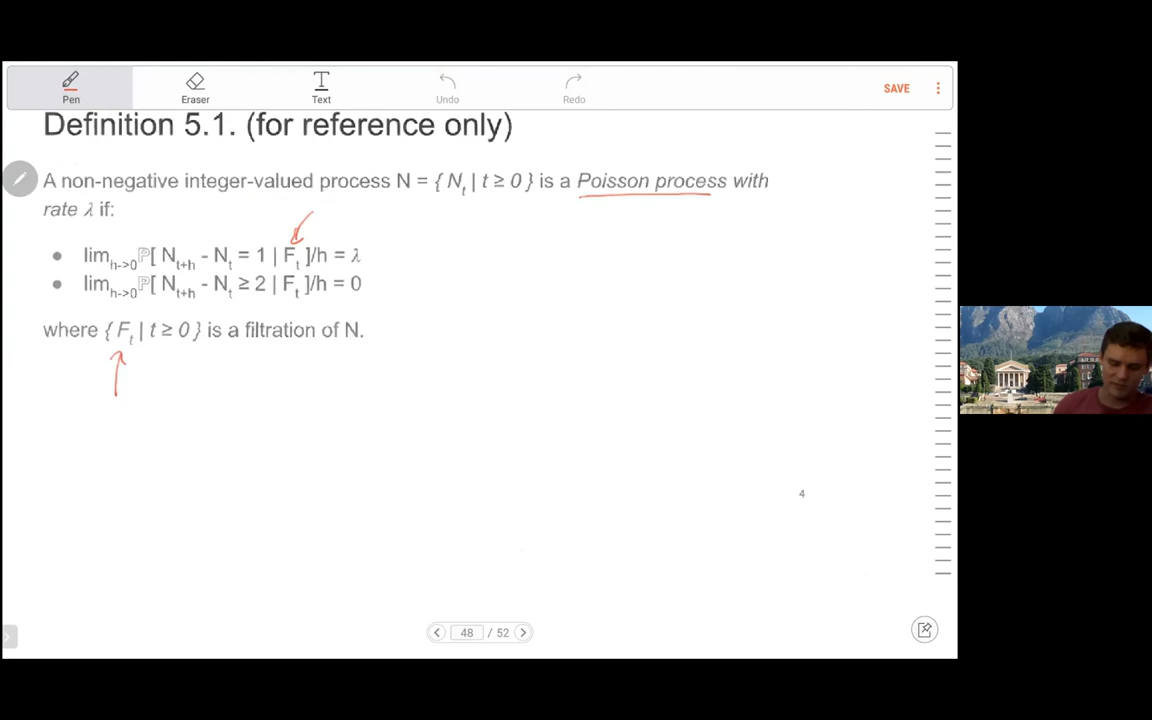 Pen
Eraser
Text
Undo
Redo
SAVE
Definition 5.1. (for reference only)
A non-negative integer-valued process N = { Nt | t ≥ 0 } is a Poisson process with
rate λ if:
● limh->0ℙ[ Nt+h - Nt = 1 | Ft ]/h = λ
● limh->0ℙ[ Nt+h - Nt ≥ 2 | Ft ]/h = 0
where { Ft | t ≥ 0 } is a filtration of N.
4
48 / 52